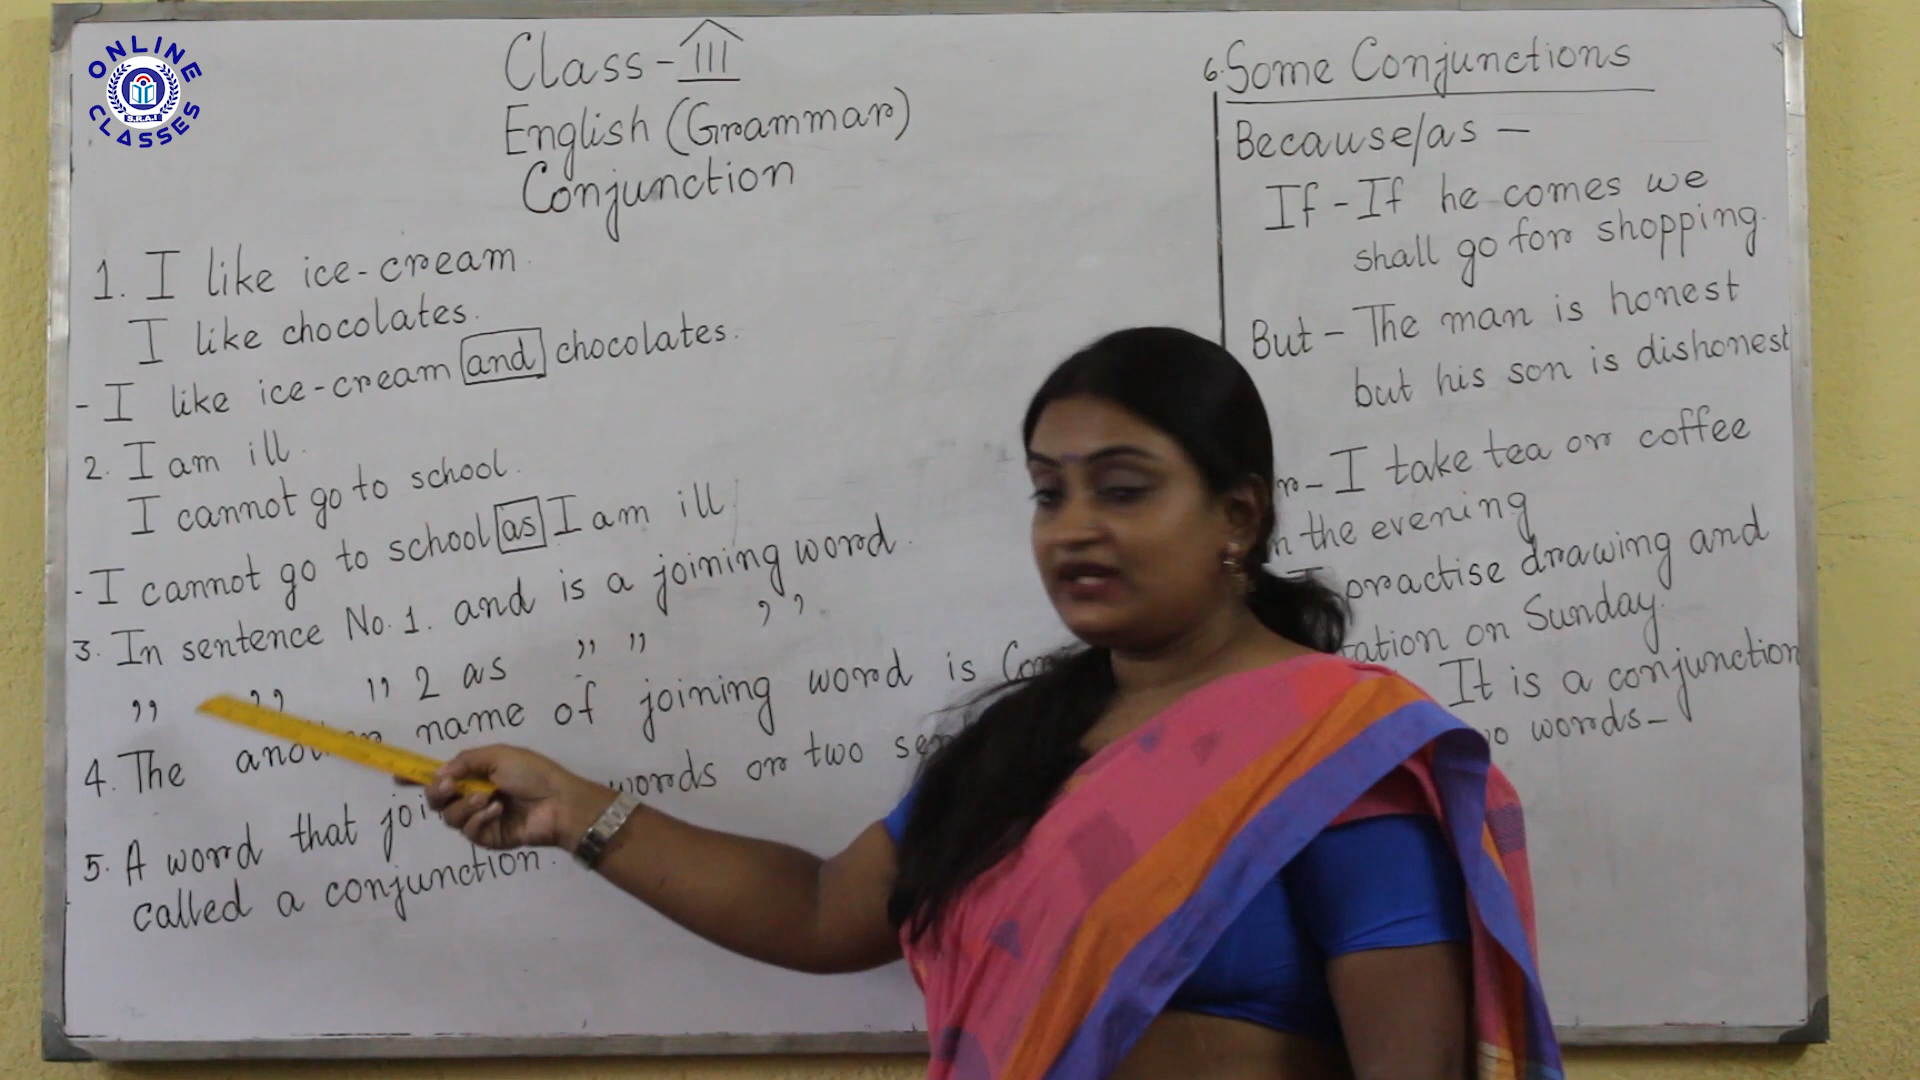 ONLINE CLASSES
S.R.A.I
Class - III
English (Grammar)
Conjunction
1. I like ice-cream.
I like chocolates.
- I like ice-cream and chocolates.
2. I am ill.
I cannot go to school.
- I cannot go to school as I am ill
3. In sentence No. 1. and is a joining word.
" " " 2 as " " " "
4. The name of joining word is
5. A word that words or two
called a conjunction.
6. Some Conjunctions
Because/as -
If - If he comes we
shall go for shopping.
But - The man is honest
but his son is dishonest
- I take tea or coffee
the evening
practise drawing and
on Sunday.
It is a conjunction
words -